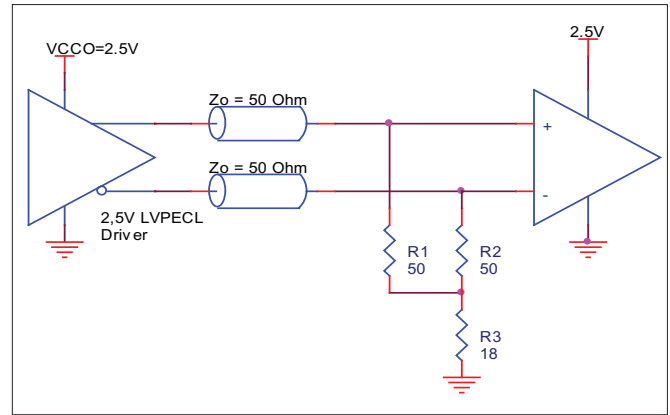 VCCO=2.5V
2.5V
Zo = 50 Ohm
+
Zo = 50 Ohm
-
2,5V LVPECL
Driver
R1
50
R2
50
R3
18